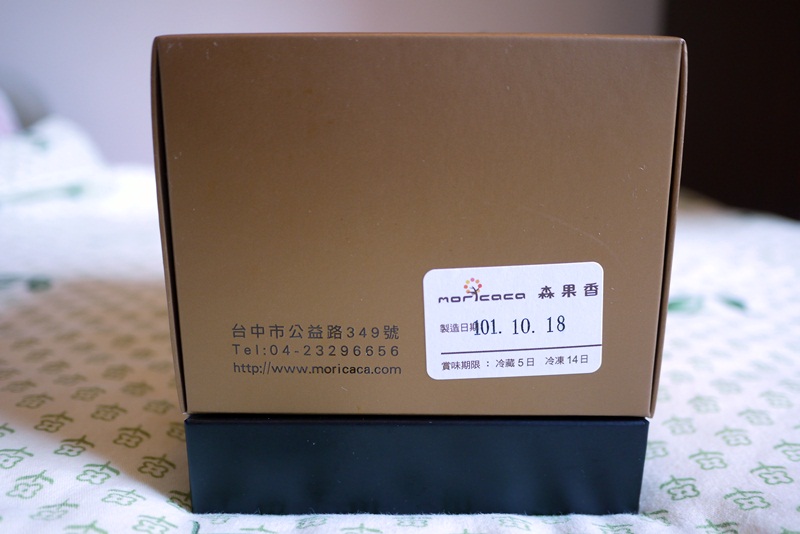 moricaca 森果香
製造日期 101. 10. 18
賞味期限 : 冷藏 5 日 冷凍 14 日
台中市公益路349號
Tel:04-23296656
http://www.moricaca.com